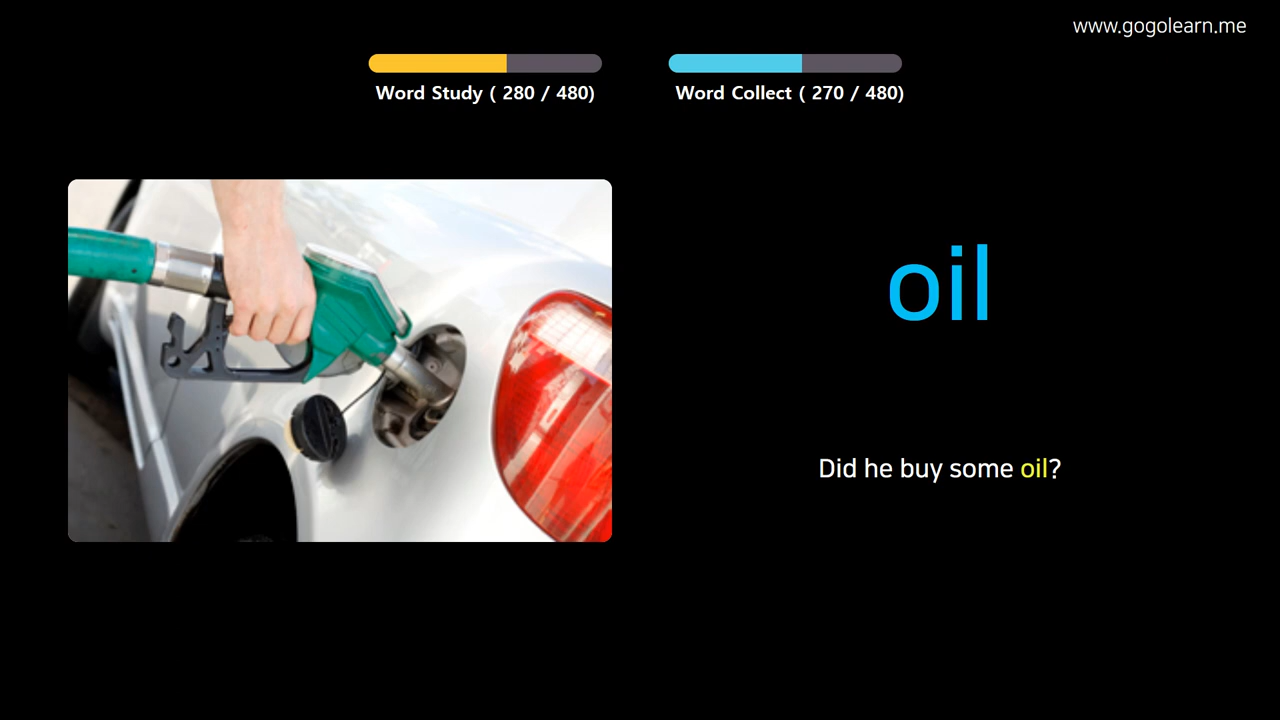 www.gogolearn.me
Word Study ( 280 / 480)
Word Collect ( 270 / 480)
oil
Did he buy some oil?